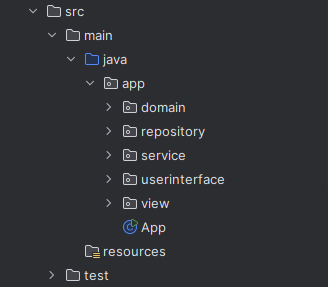 src
main
java
app
domain
repository
service
userinterface
view
App
resources
test